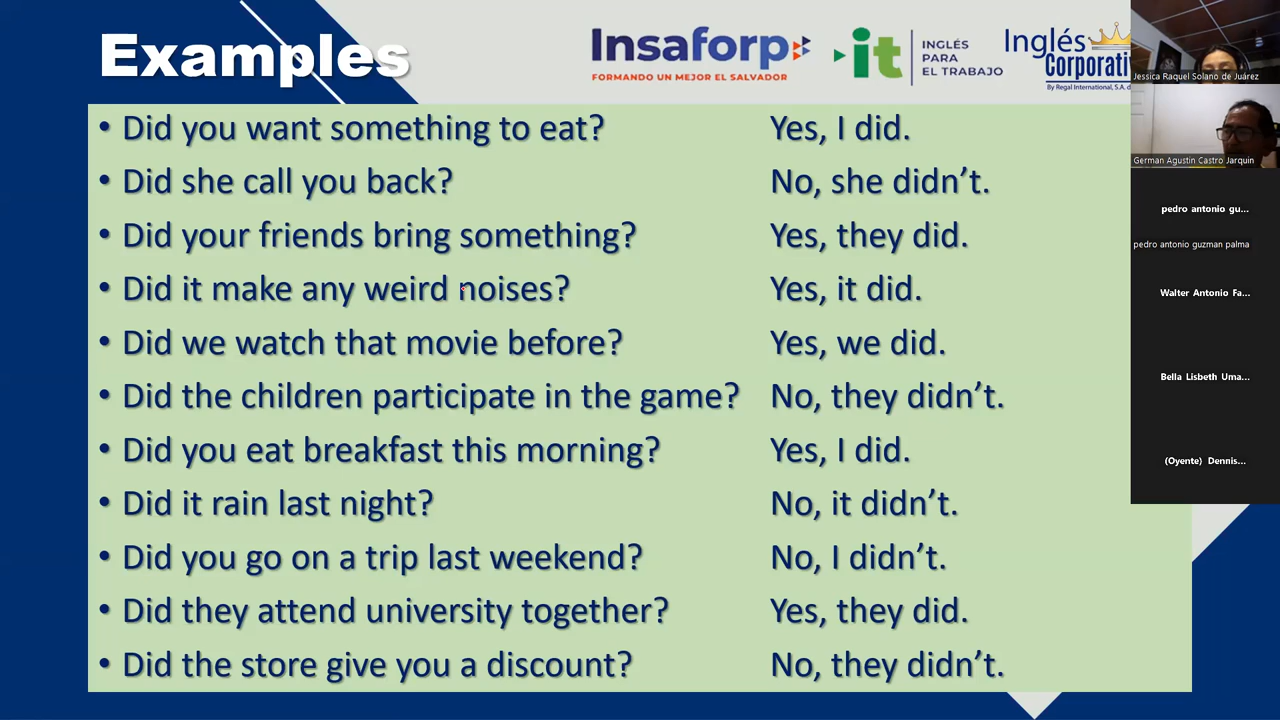 Examples
Insaforp
FORMANDO UN MEJOR EL SALVADOR
it
INGLÉS
PARA
EL TRABAJO
Inglés
Corporativ
By Regal International, S.A. d
• Did you want something to eat? Yes, I did.
• Did she call you back? No, she didn’t.
• Did your friends bring something? Yes, they did.
• Did it make any weird noises? Yes, it did.
• Did we watch that movie before? Yes, we did.
• Did the children participate in the game? No, they didn’t.
• Did you eat breakfast this morning? Yes, I did.
• Did it rain last night? No, it didn’t.
• Did you go on a trip last weekend? No, I didn’t.
• Did they attend university together? Yes, they did.
• Did the store give you a discount? No, they didn’t.
Jessica Raquel Solano de Juárez
German Agustin Castro Jarquin
pedro antonio gu...
pedro antonio guzman palma
Walter Antonio Fa...
Bella Lisbeth Uma...
(Oyente) Dennis...